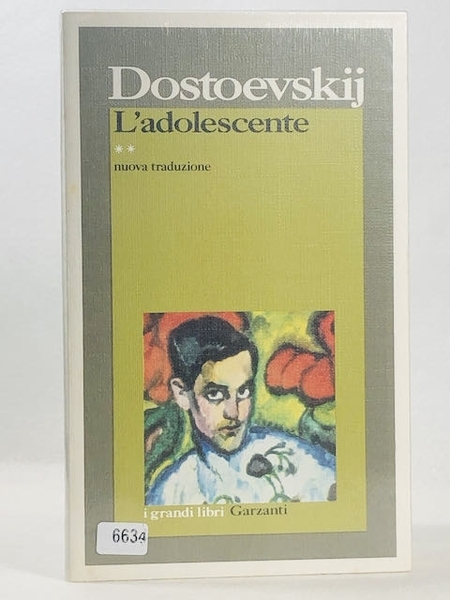 Dostoevskij
L'adolescente
**
nuova traduzione
i grandi libri Garzanti
6634